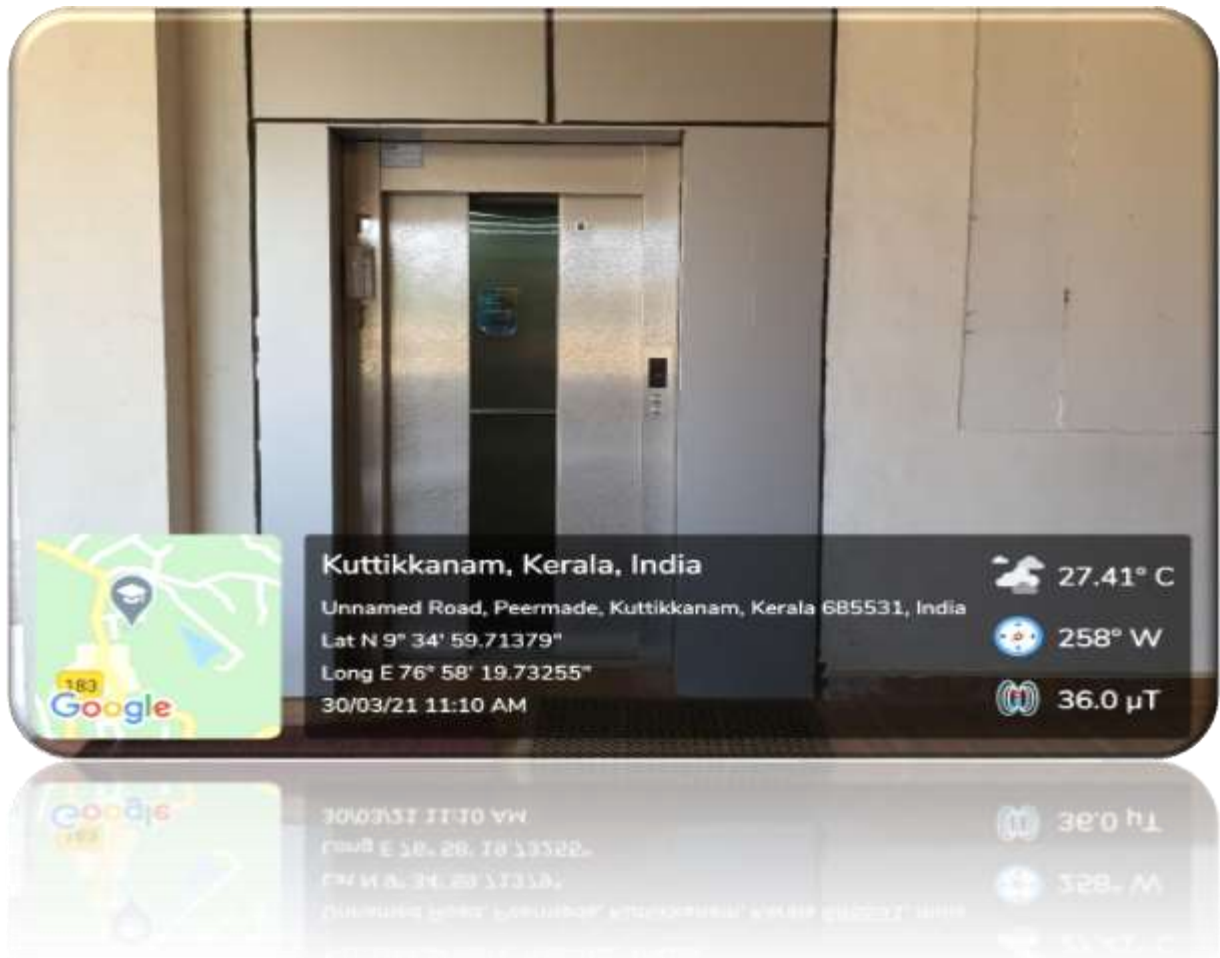 Kuttikkanam, Kerala, India
Unnamed Road, Peermade, Kuttikkanam, Kerala 685531, India
Lat N 9° 34' 59.71379"
Long E 76° 58' 19.73255"
30/03/21 11:10 AM
27.41° C
258° W
36.0 µT
183
Google